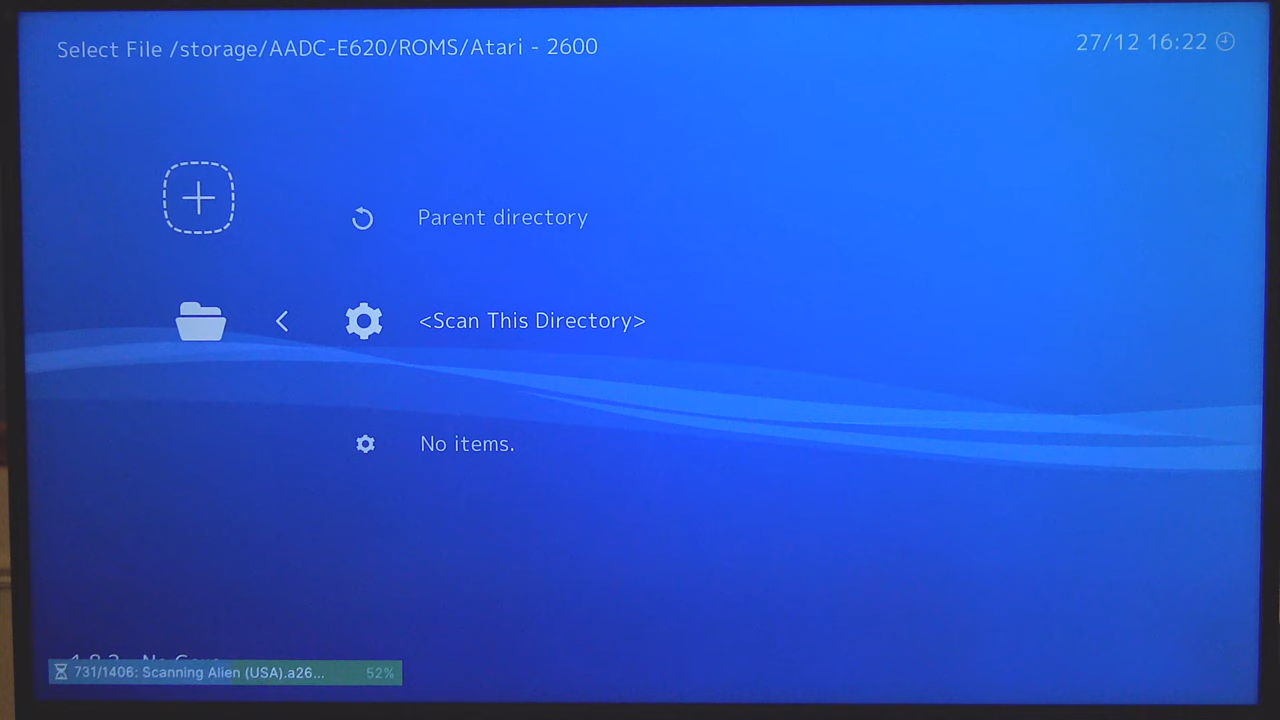 Select File /storage/AADC-E620/ROMS/Atari - 2600
27/12 16:22
Parent directory
<Scan This Directory>
No items.
731/1406: Scanning Alien (USA).a26... 52%